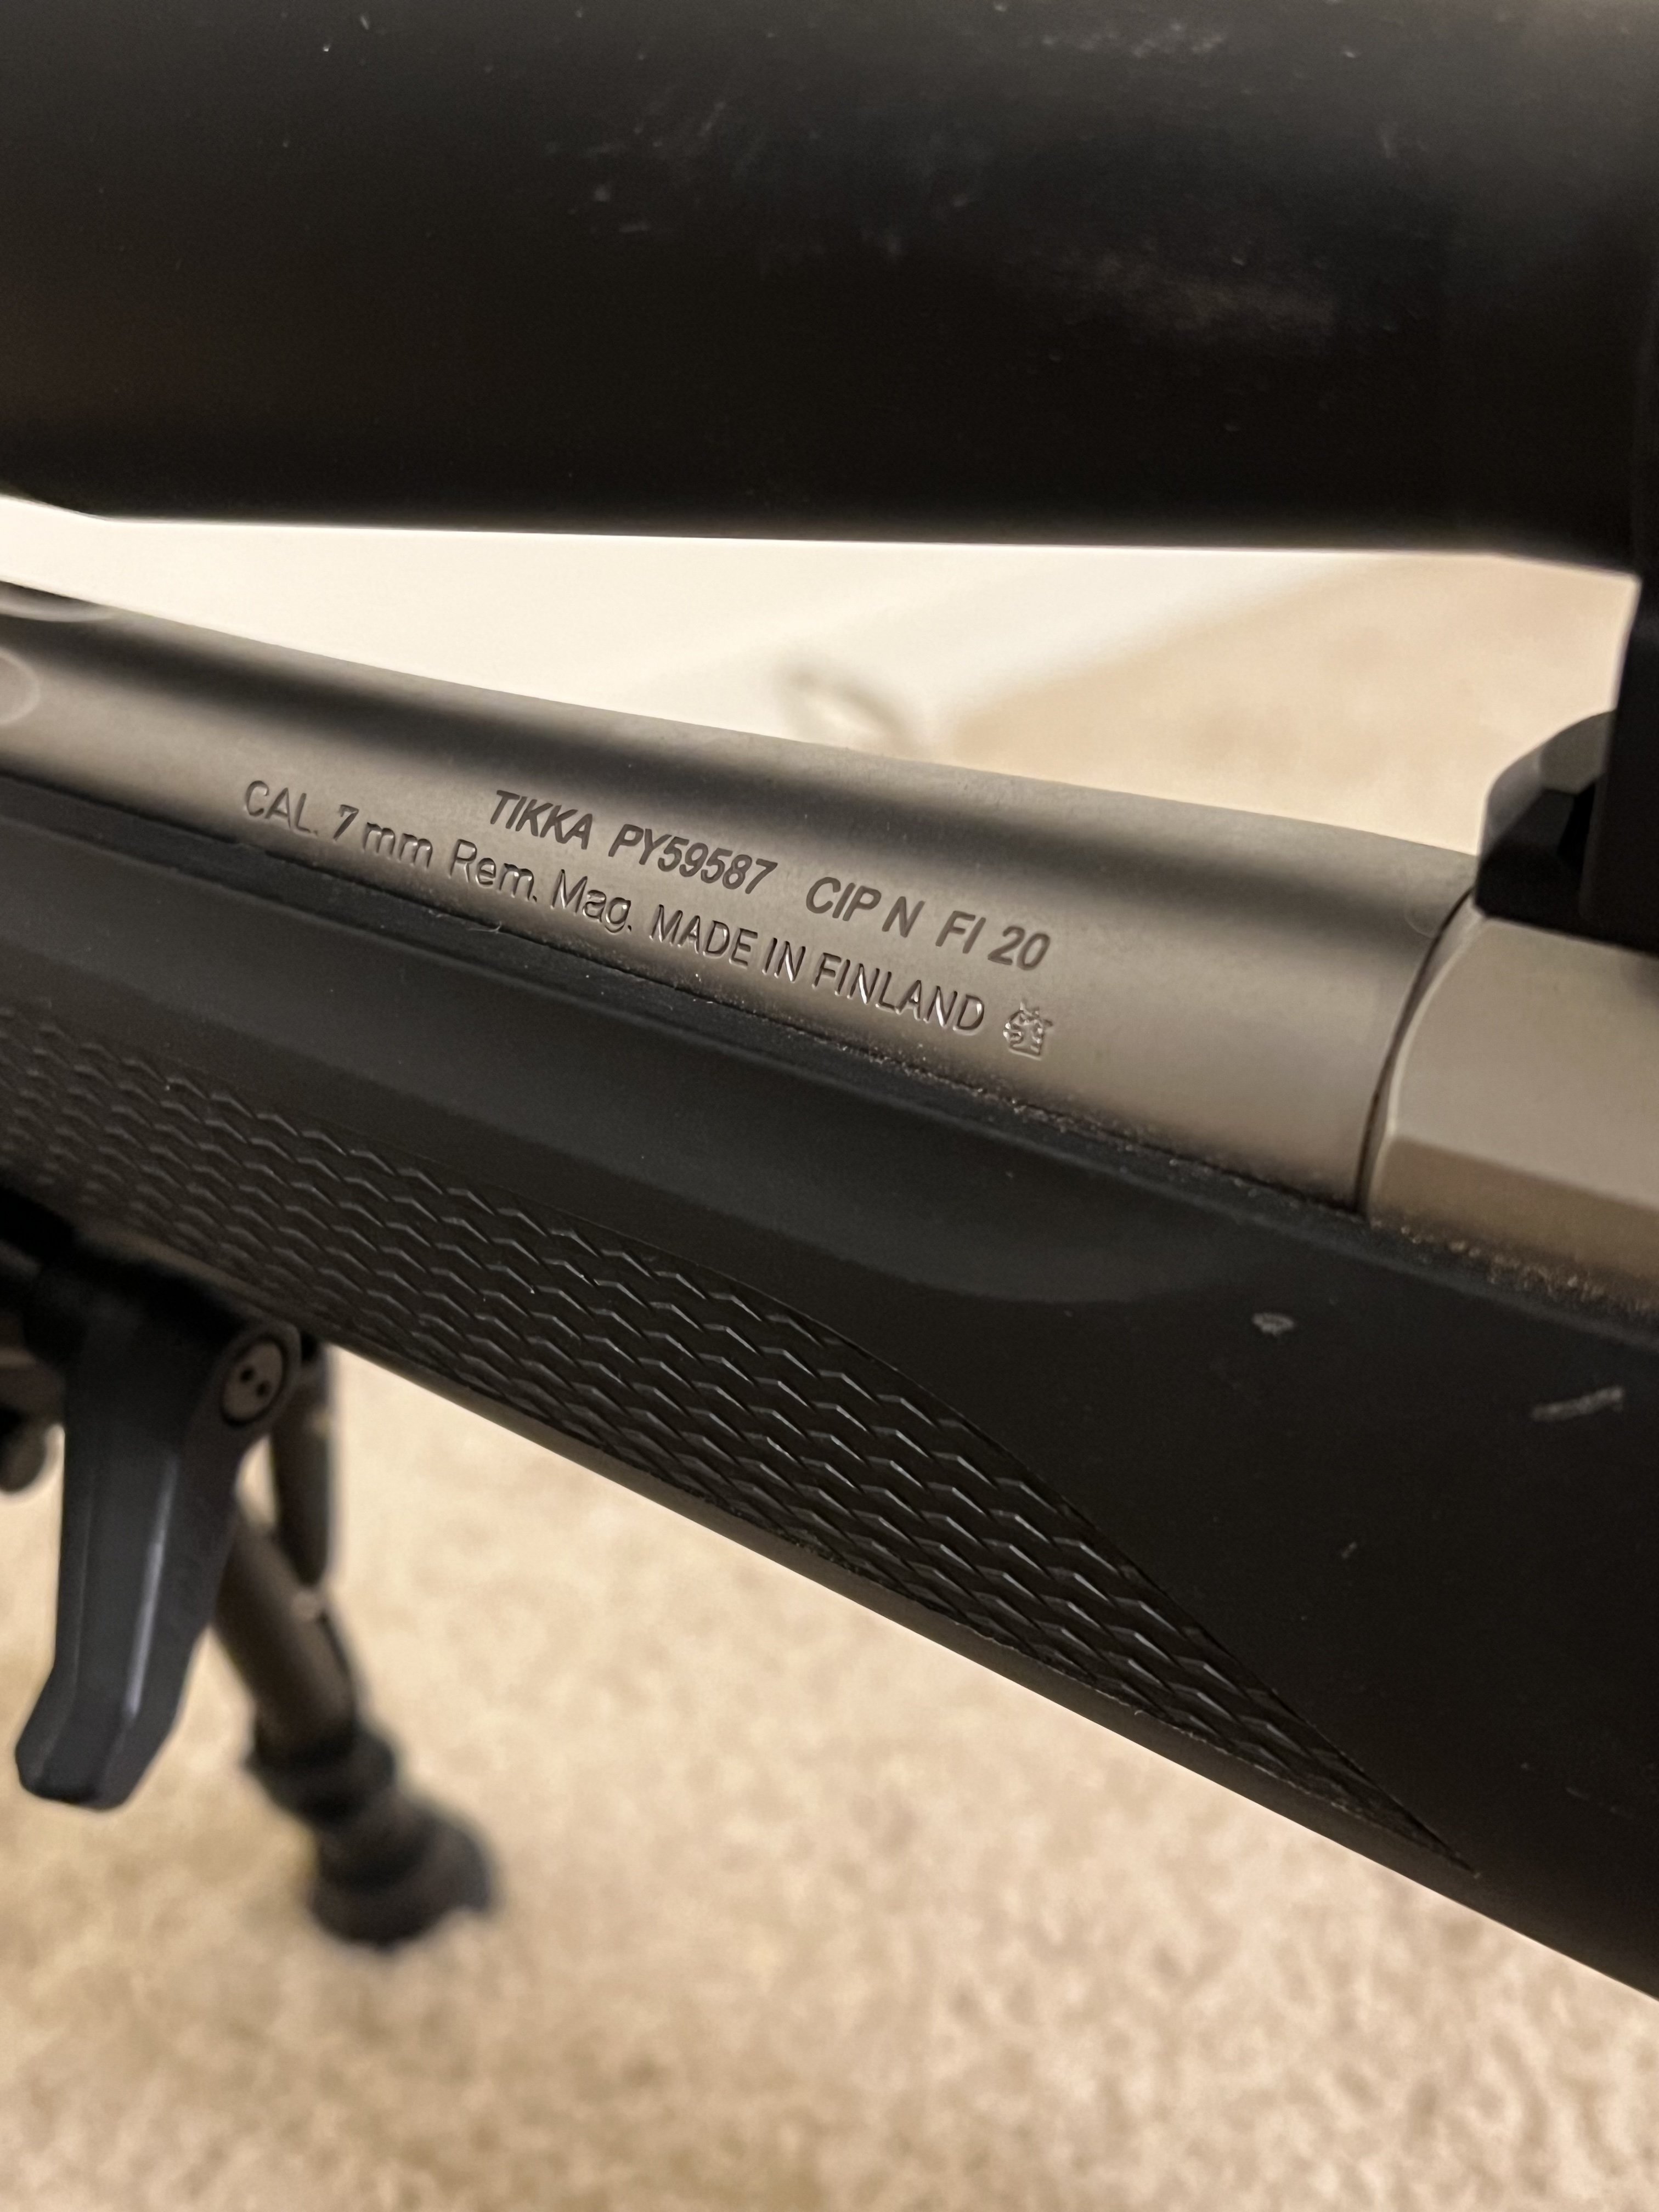 TIKKA PY59587 CIP N FI 20
CAL. 7 mm Rem. Mag. MADE IN FINLAND